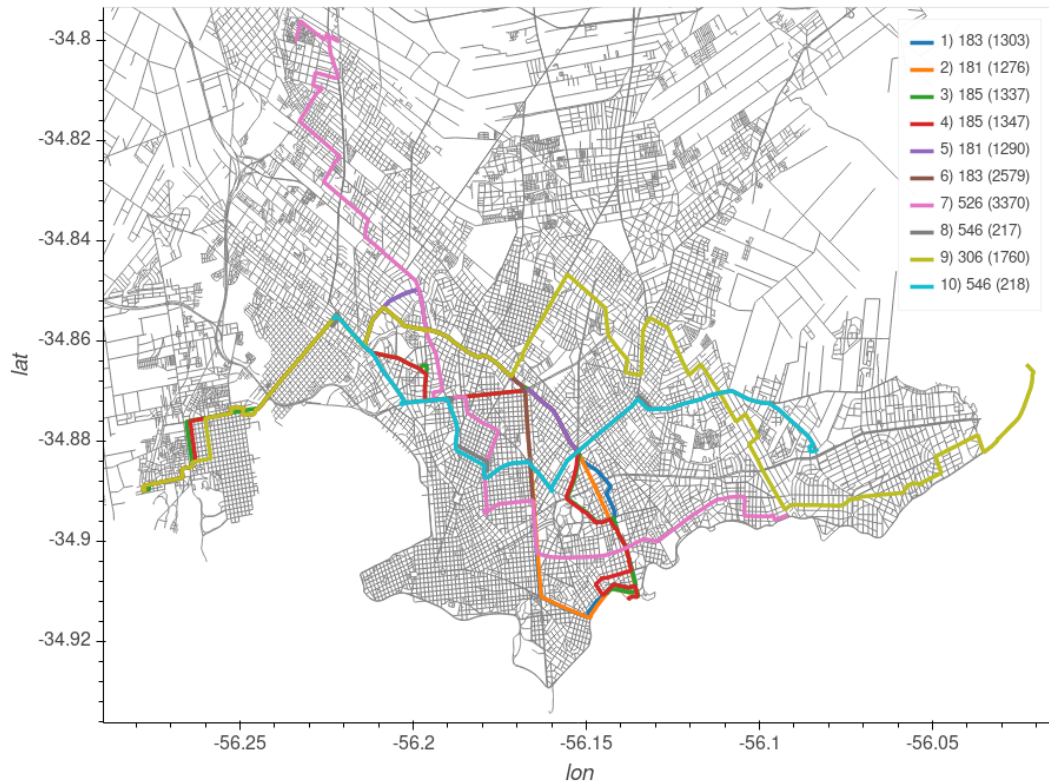 -34.8
-34.82
-34.84
-34.86
-34.88
-34.9
-34.92
lat
-56.25
-56.2
-56.15
-56.1
-56.05
lon
1) 183 (1303)
2) 181 (1276)
3) 185 (1337)
4) 185 (1347)
5) 181 (1290)
6) 183 (2579)
7) 526 (3370)
8) 546 (217)
9) 306 (1760)
10) 546 (218)